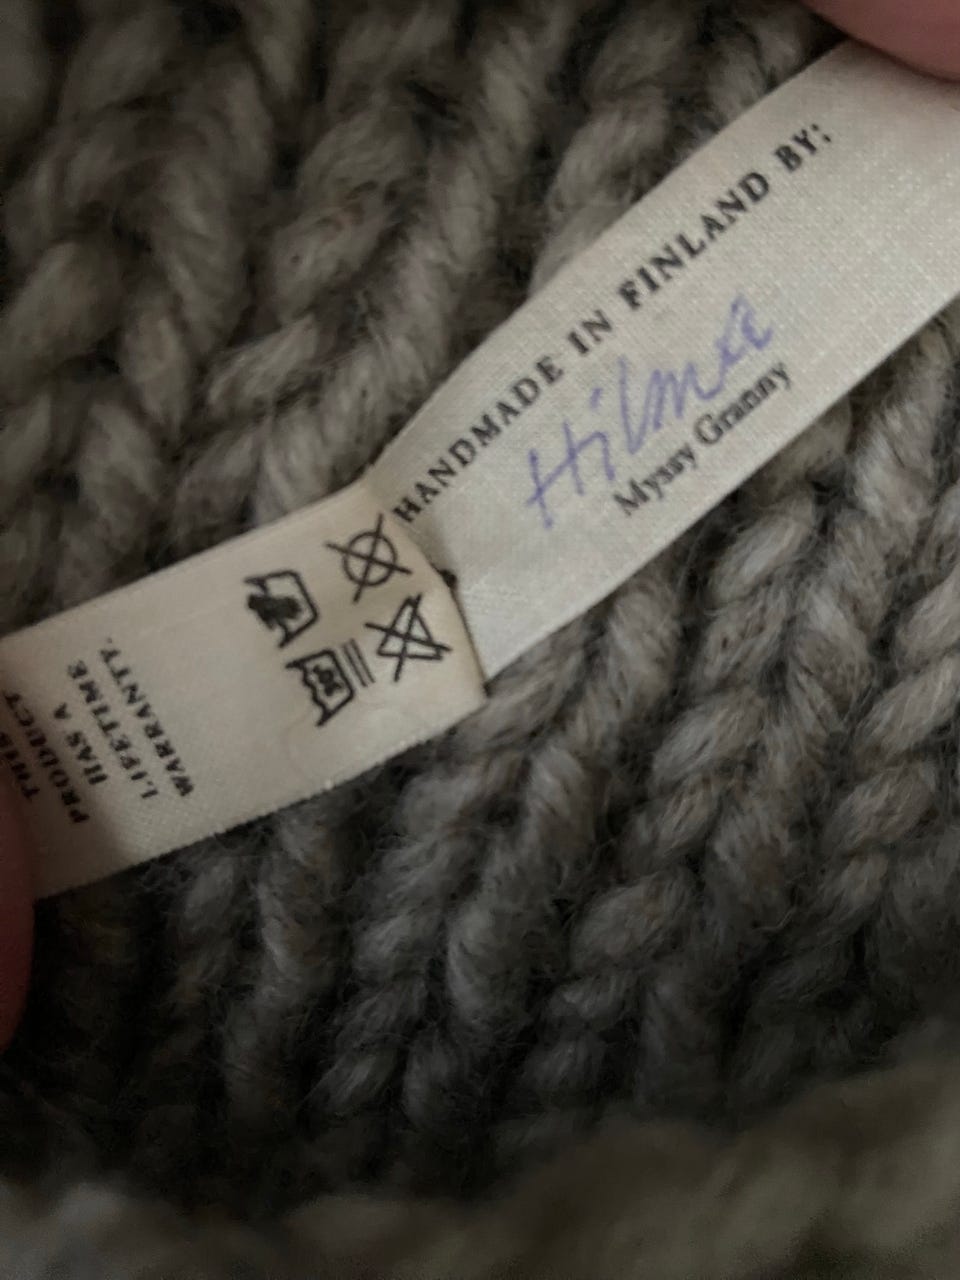 HANDMADE IN FINLAND BY:
Hilma
Myssy Granny
THIS
PRODUCT
HAS A
LIFETIME
WARRANTY.